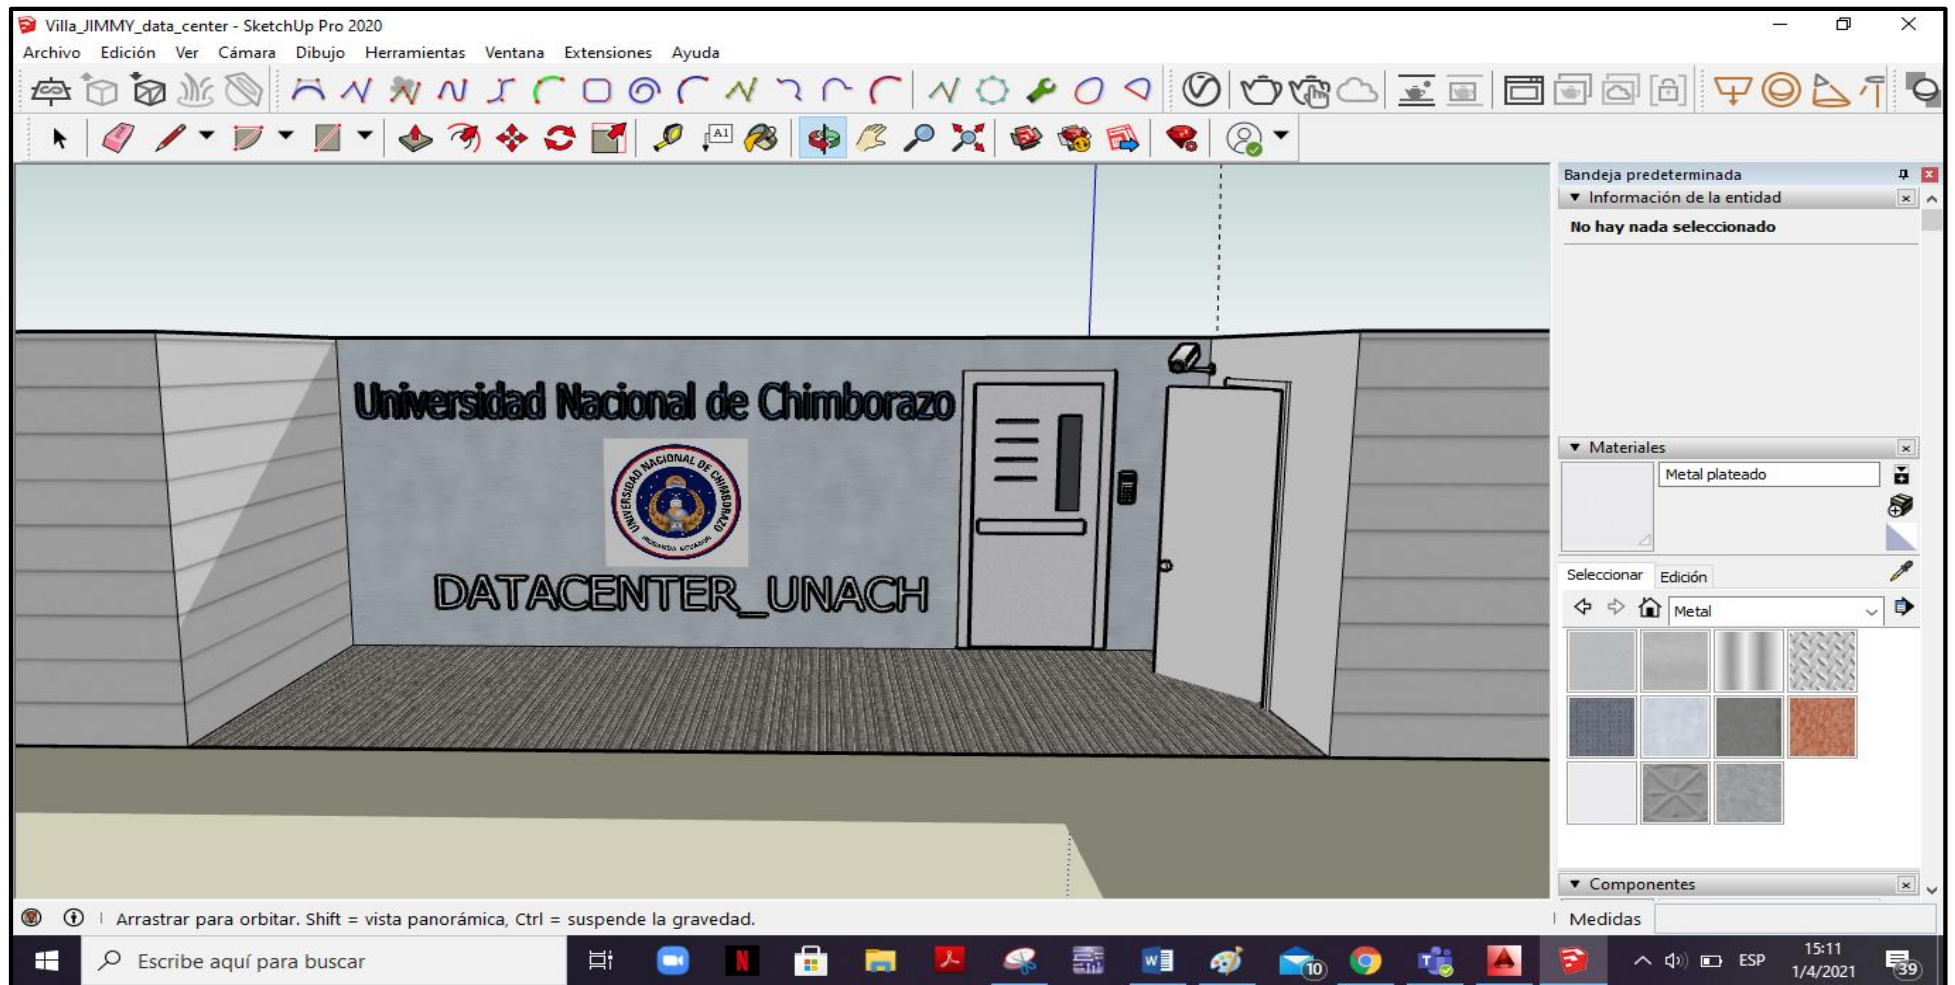 Villa_JIMMY_data_center - SketchUp Pro 2020
Archivo Edición Ver Cámara Dibujo Herramientas Ventana Extensiones Ayuda
A1
Bandeja predeterminada
Información de la entidad
No hay nada seleccionado
Universidad Nacional de Chimborazo
UNIVERSIDAD NACIONAL DE CHIMBORAZO
DATACENTER_UNACH
Materiales
Metal plateado
Seleccionar Edición
Metal
Componentes
Arrastrar para orbitar. Shift = vista panorámica, Ctrl = suspende la gravedad.
Medidas
Escribe aquí para buscar
10
ESP
15:11
1/4/2021
39